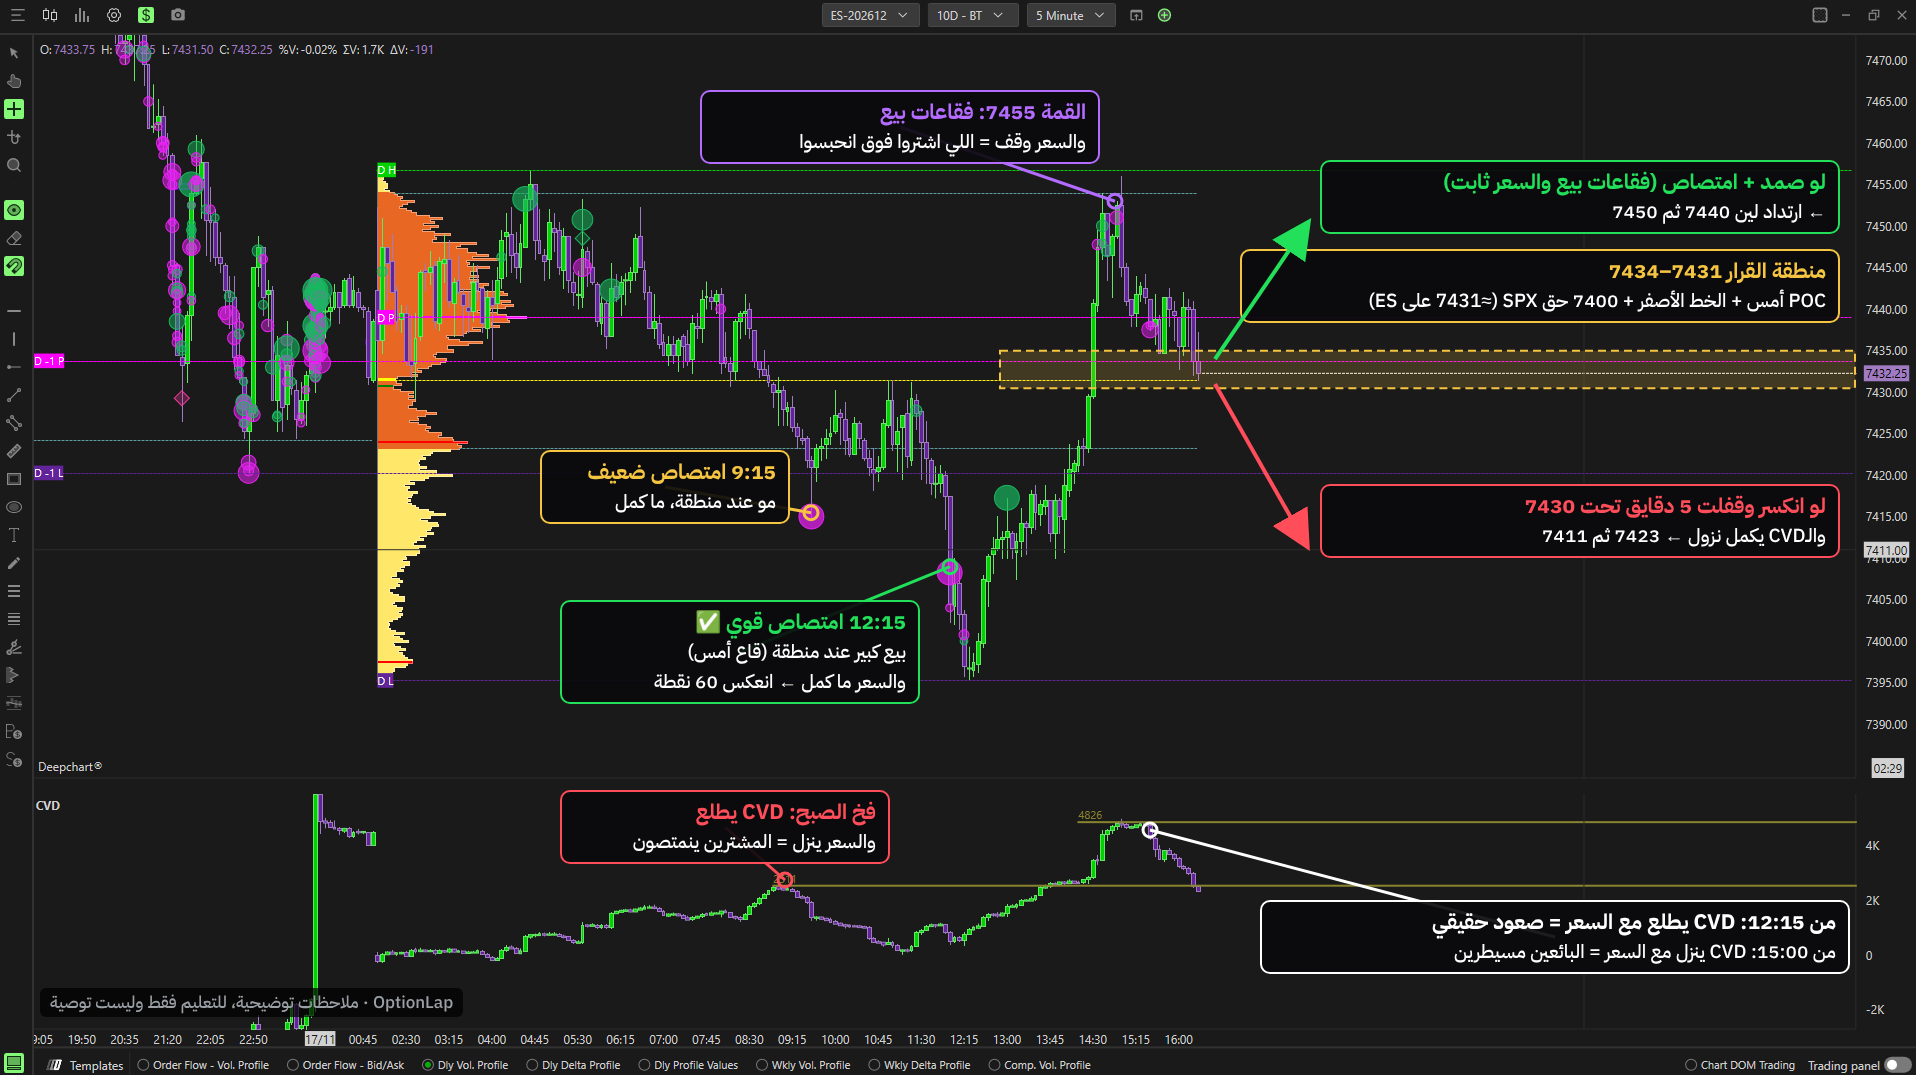 ES-202612
10D - BT
5 Minute
O:7433.75 H:7437.25 L:7431.50 C:7432.25 %V:-0.02% ΣV:1.7K ΔV:-191
القمة 7455: فقاعات بيع
والسعر وقف = اللي اشتروا فوق انحبسوا
لو صمد + امتصاص (فقاعات بيع والسعر ثابت)
← ارتداد لين 7440 ثم 7450
منطقة القرار 7431–7434
POC أمس + الخط الأصفر + 7400 حق SPX (≈7431 على ES)
9:15 امتصاص ضعيف
مو عند منطقة، ما كمل
لو انكسر وقفلت 5 دقايق تحت 7430
والـCVD يكمل نزول ← 7423 ثم 7411
12:15 امتصاص قوي ✅
بيع كبير عند منطقة (قاع أمس)
والسعر ما كمل ← انعكس 60 نقطة
D H
D P
D L
D -1 P
D -1 L
7470.00
7465.00
7460.00
7455.00
7450.00
7445.00
7440.00
7435.00
7432.25
7430.00
7425.00
7420.00
7415.00
7411.00
7410.00
7405.00
7400.00
7395.00
7390.00
Deepchart®
02:29
CVD
فخ الصبح: CVD يطلع
والسعر ينزل = المشترين ينمتصون
4826
من 12:15: CVD يطلع مع السعر = صعود حقيقي
من 15:00: CVD ينزل مع السعر = البائعين مسيطرين
4K
2K
0
-2K
OptionLap · ملاحظات توضيحية، للتعليم فقط وليست توصية
19:50 20:35 21:20 22:05 22:50 17/11 00:45 02:30 03:15 04:00 04:45 05:30 06:15 07:00 07:45 08:30 09:15 10:00 10:45 11:30 12:15 13:00 13:45 14:30 15:15 16:00
Templates
Order Flow - Vol. Profile
Order Flow - Bid/Ask
Dly Vol. Profile
Dly Delta Profile
Dly Profile Values
Wkly Vol. Profile
Wkly Delta Profile
Comp. Vol. Profile
Chart DOM Trading
Trading panel